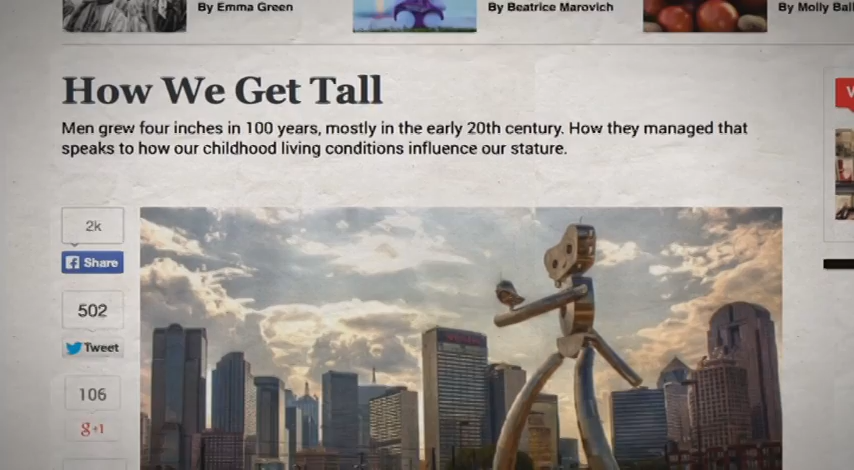 By Emma Green
By Beatrice Marovich
By Molly Ball
How We Get Tall
Men grew four inches in 100 years, mostly in the early 20th century. How they managed that
speaks to how our childhood living conditions influence our stature.
2k
Share
502
Tweet
106
g+1